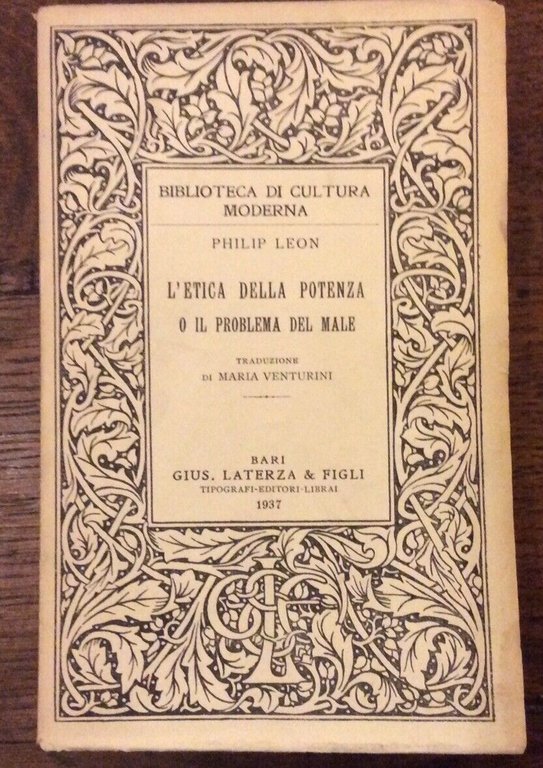 BIBLIOTECA DI CULTURA
MODERNA
PHILIP LEON
L'ETICA DELLA POTENZA
O IL PROBLEMA DEL MALE
TRADUZIONE
DI MARIA VENTURINI
BARI
GIUS. LATERZA & FIGLI
TIPOGRAFI-EDITORI-LIBRAI
1937